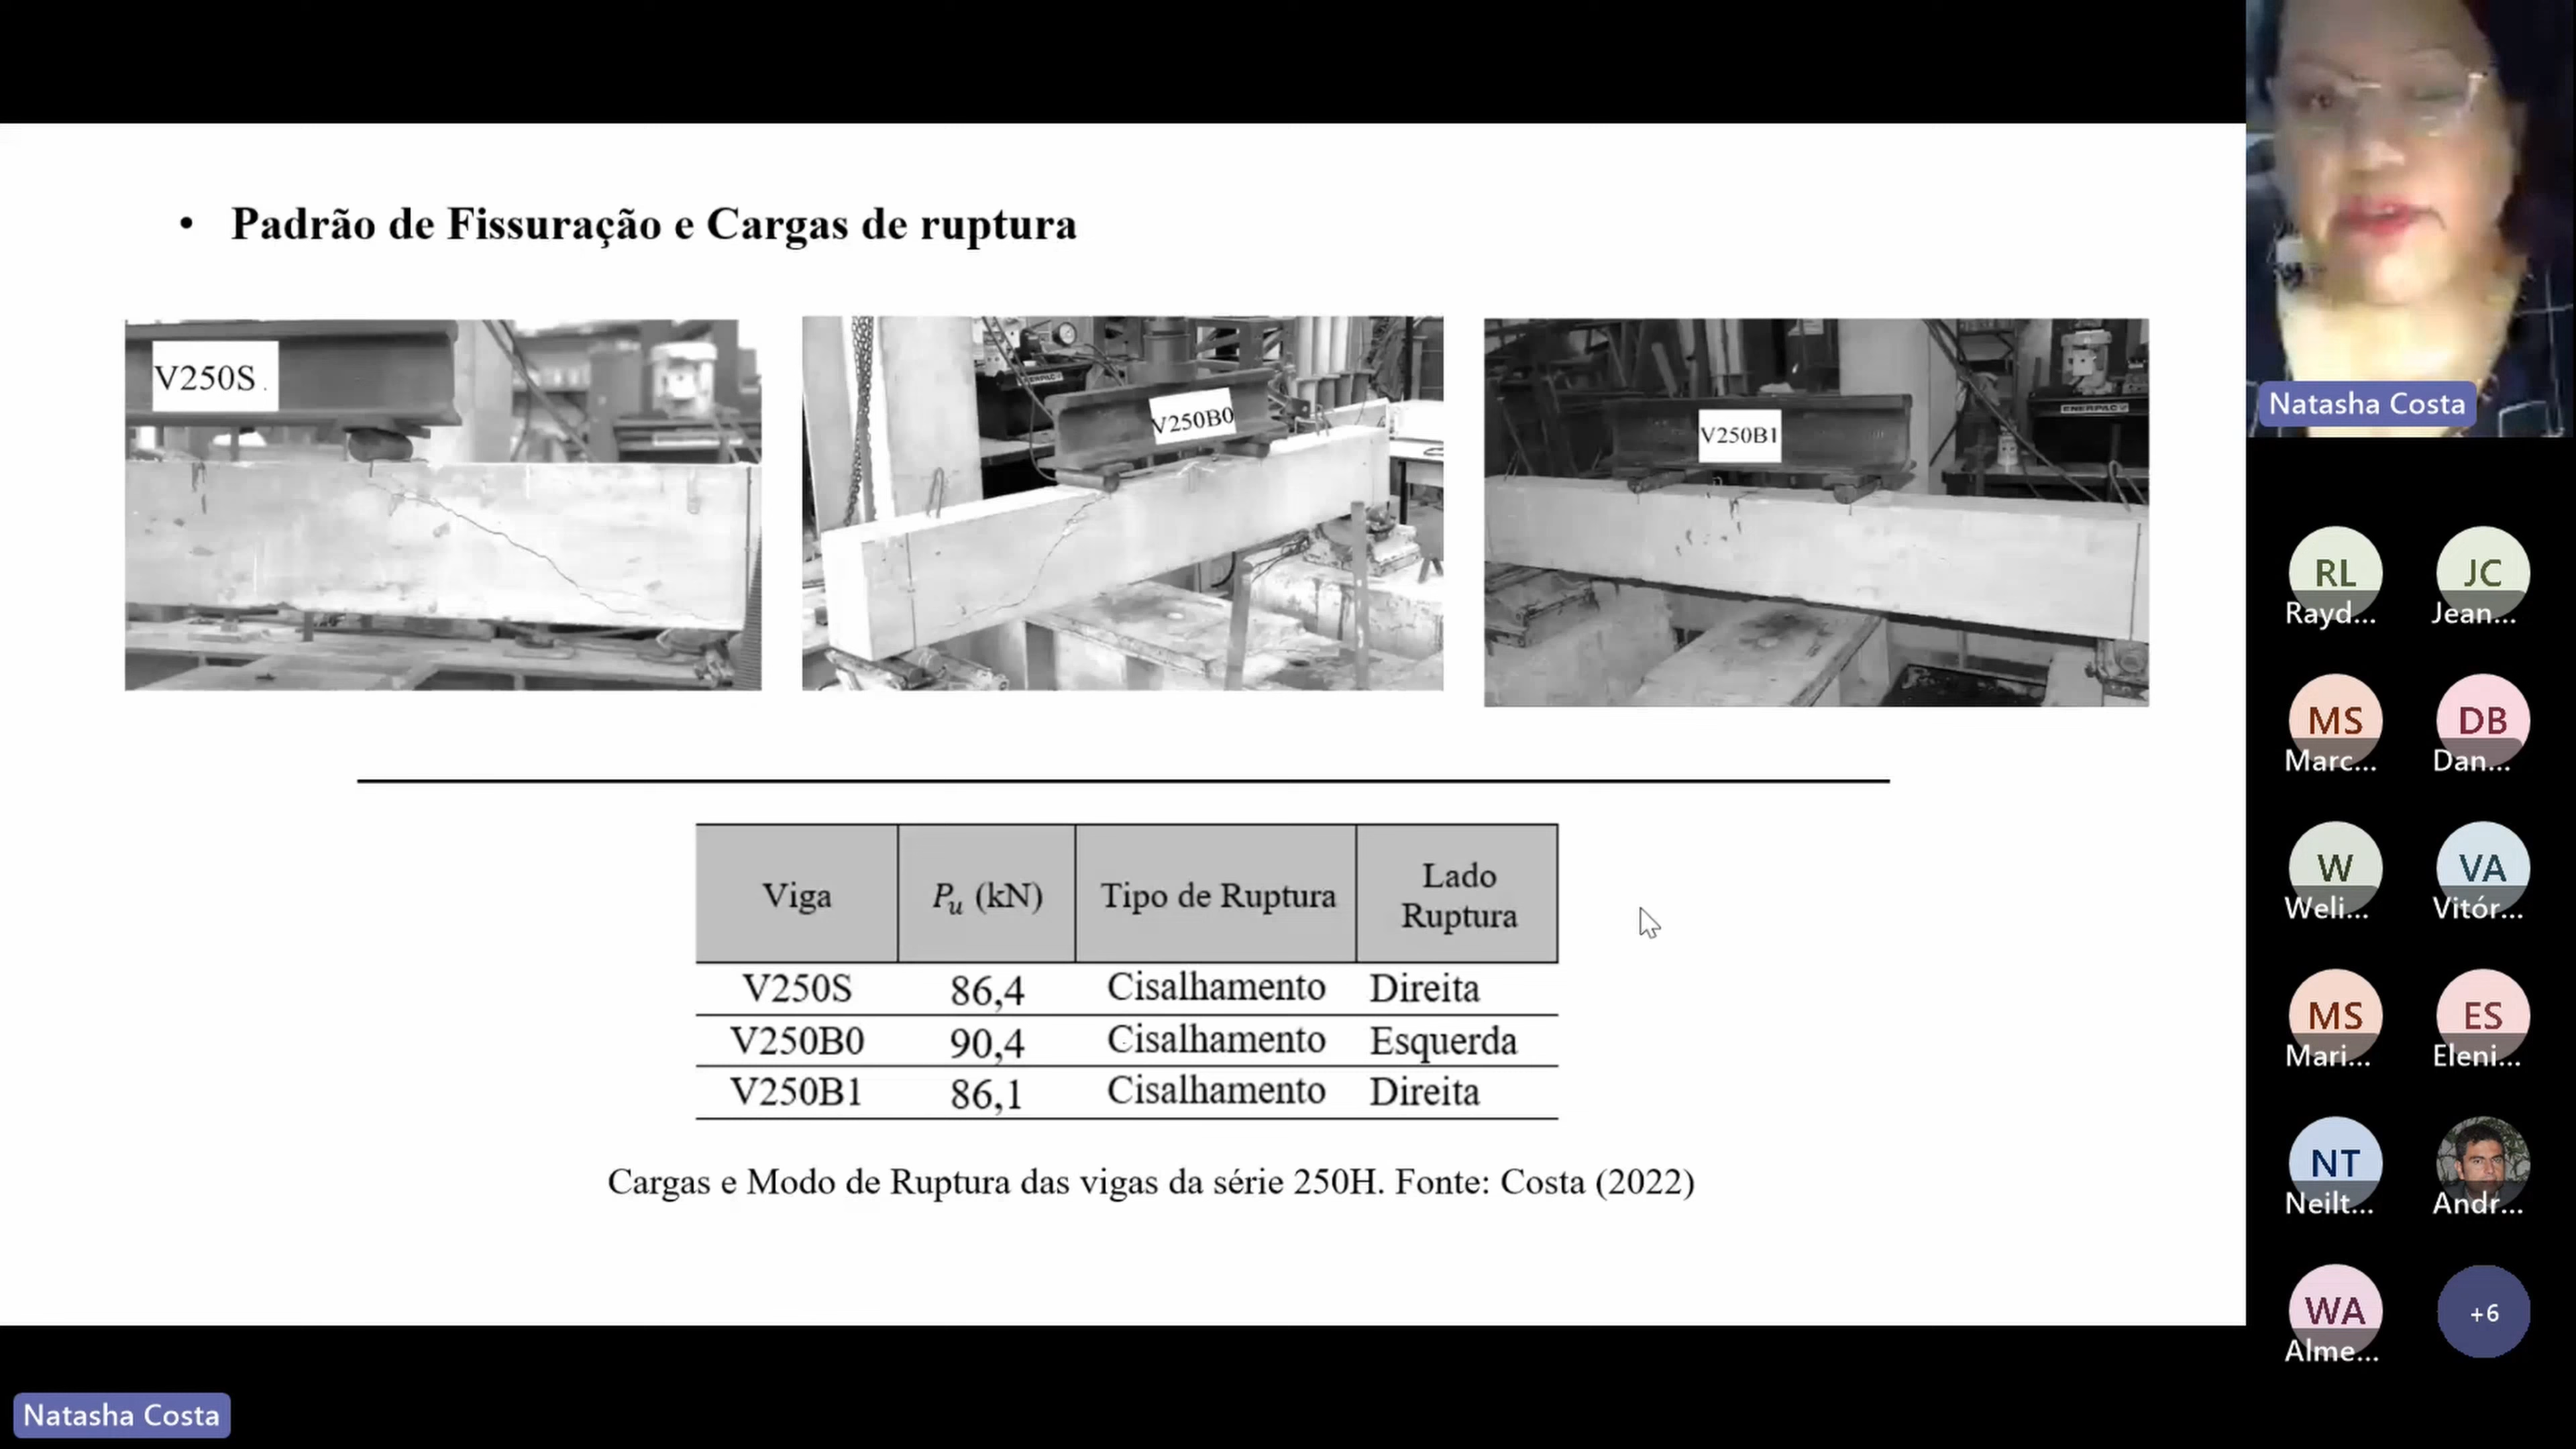 • Padrão de Fissuração e Cargas de ruptura
V250S .
V250B0
V250B1
ENERPAC
ENERPAC
Viga Pu (kN) Tipo de Ruptura Lado Ruptura
V250S 86,4 Cisalhamento Direita
V250B0 90,4 Cisalhamento Esquerda
V250B1 86,1 Cisalhamento Direita
Cargas e Modo de Ruptura das vigas da série 250H. Fonte: Costa (2022)
Natasha Costa
RL JC
Rayd... Jean...
MS DB
Marc... Dan...
W VA
Weli... Vitór...
MS ES
Mari... Eleni...
NT
Neilt... Andr...
WA +6
Alme...
Natasha Costa